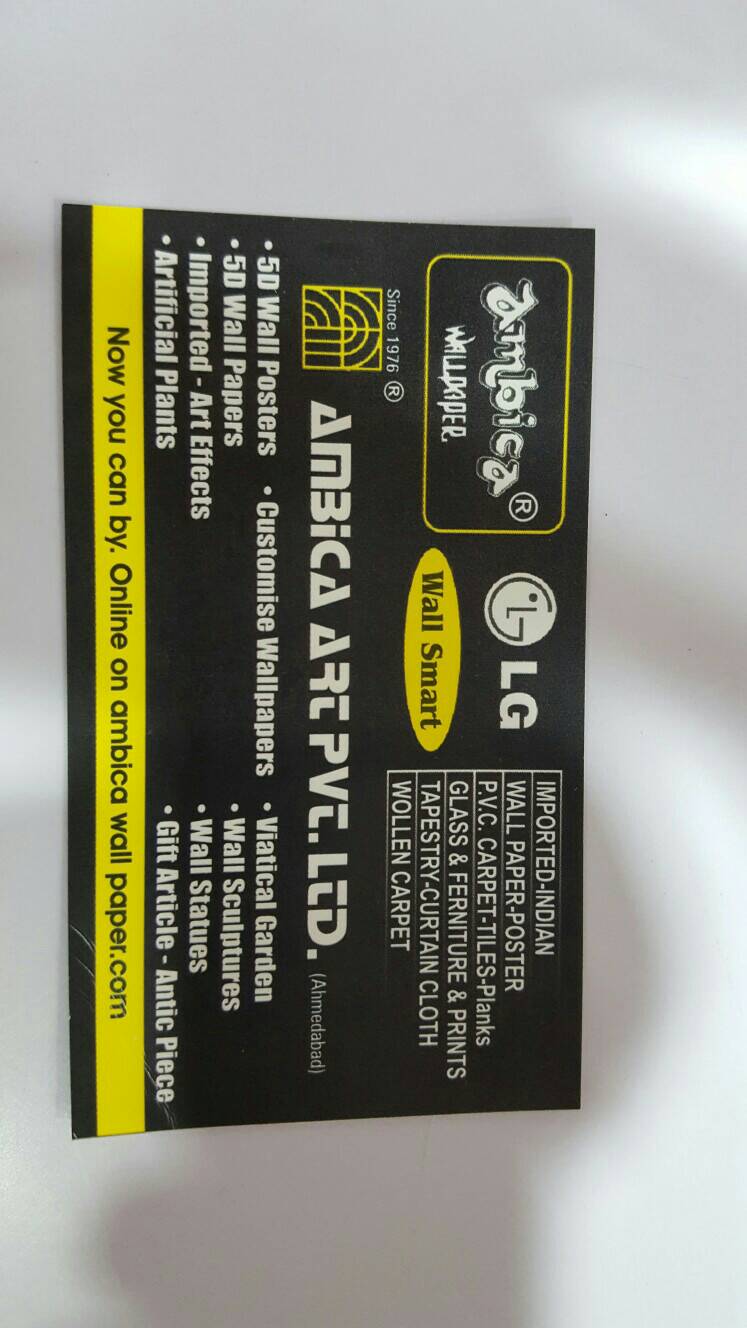 ambica ®
WALLPAPER.
LG
Wall Smart
IMPORTED-INDIAN
WALL PAPER-POSTER
P.V.C. CARPET-TILES-Planks
GLASS & FERNITURE & PRINTS
TAPESTRY-CURTAIN CLOTH
WOLLEN CARPET
Since 1976 ®
AMBICA ART PVT. LTD. (Ahmedabad)
• 5D Wall Posters • Customise Wallpapers • Viatical Garden
• 5D Wall Papers • Wall Sculptures
• Imported - Art Effects • Wall Statues
• Artificial Plants • Gift Article - Antic Piece
Now you can by. Online on ambica wall paper.com